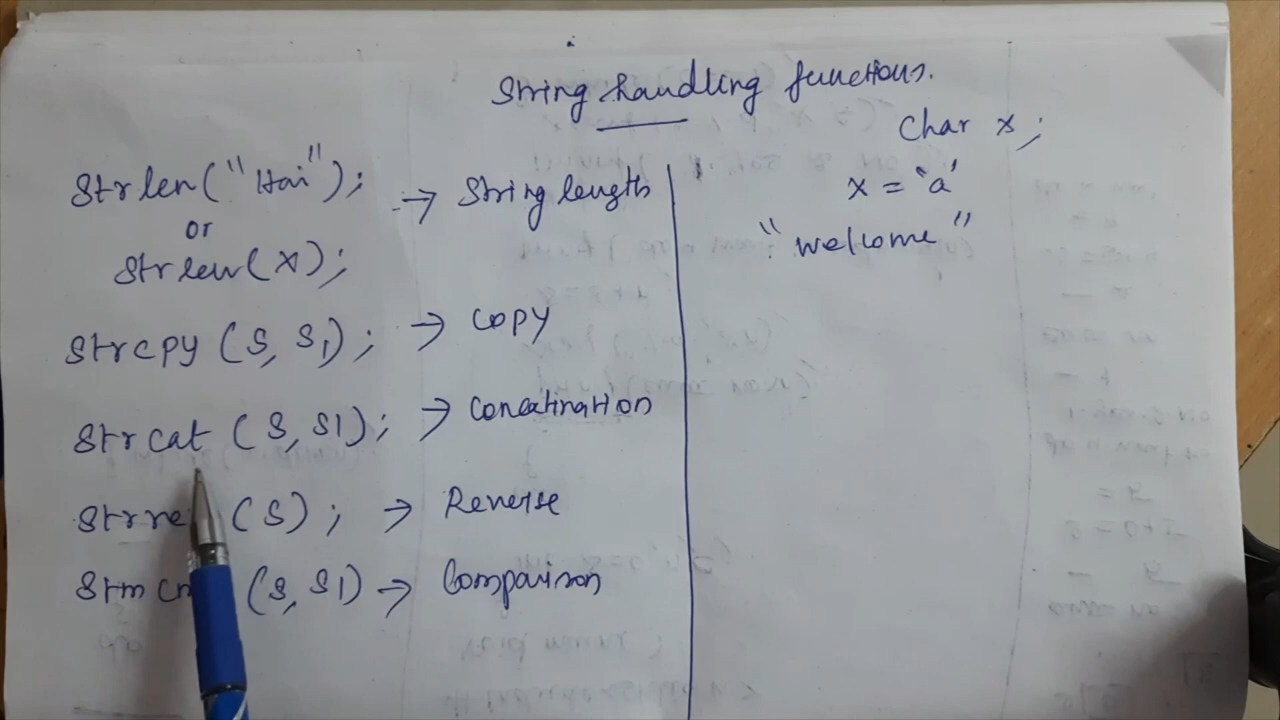 String handling functions.
char x;
Strlen("Hai"); → String length
or
Strlen(x);
Strcpy (S, S1); → copy
Strcat (S, S1); → Concatination
(S); → Reverse
(S, S1) → Comparison
x = 'a'
"welcome"